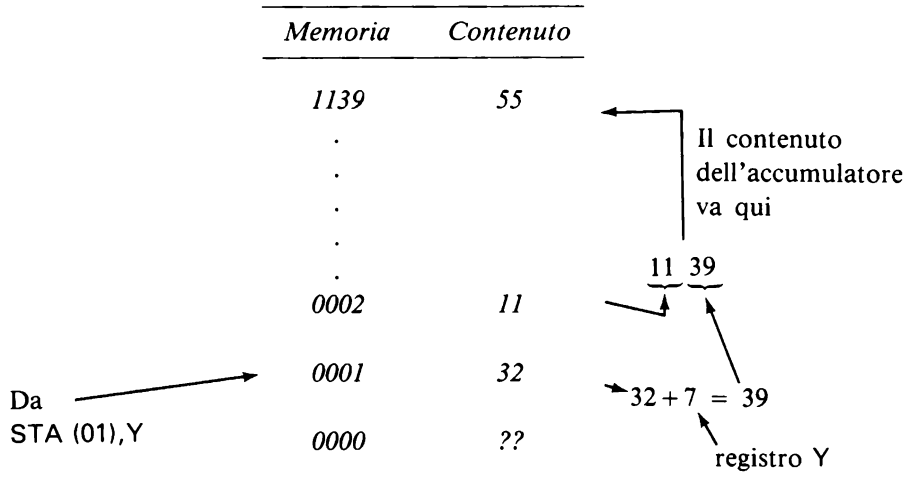 Memoria Contenuto
1139 55
.
.
.
.
.
Il contenuto
dell'accumulatore
va qui
11 39
0002 11
0001 32
32+7 = 39
Da
STA (01),Y
0000 ??
registro Y